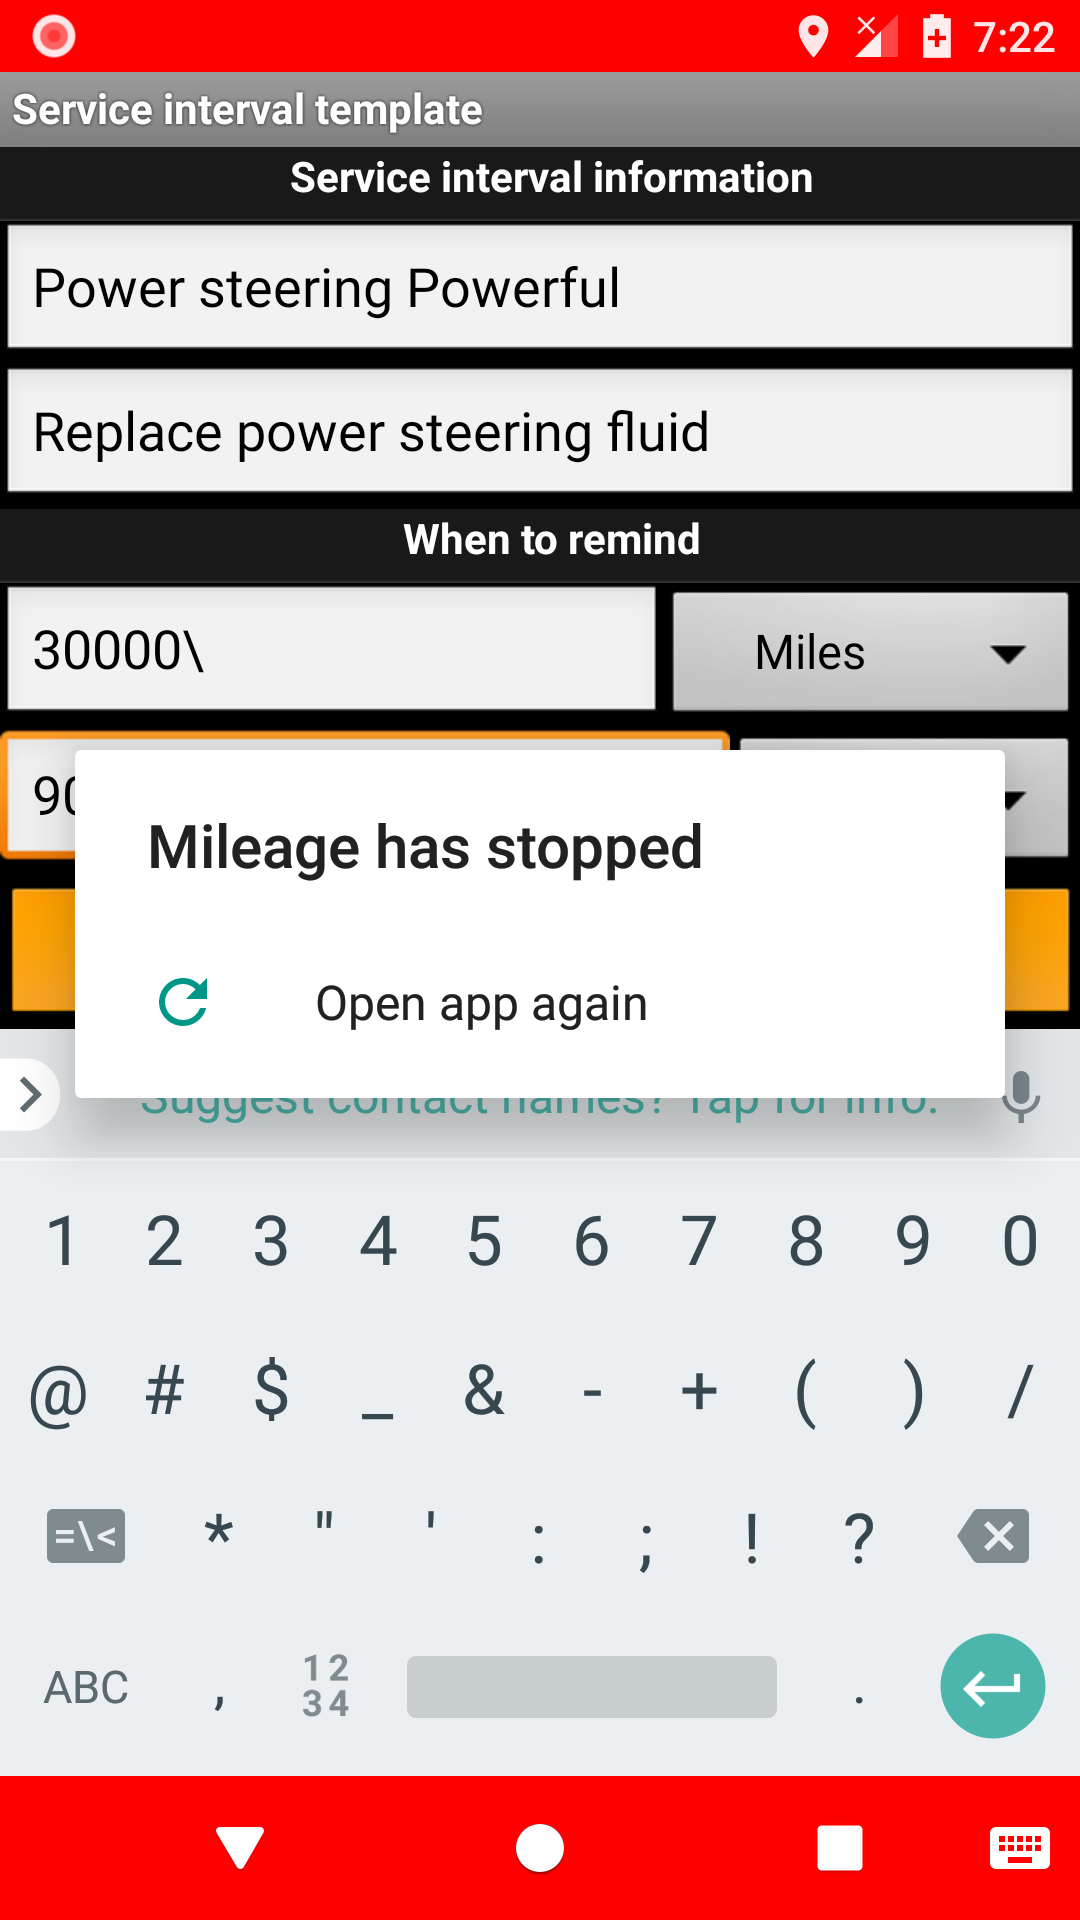 7:22
Service interval template
Service interval information
Power steering Powerful
Replace power steering fluid
When to remind
30000\
Miles
90
Mileage has stopped
Open app again
Suggest contact names? Tap for info.
1 2 3 4 5 6 7 8 9 0
@ # $ _ & - + ( ) /
=\< * " ' : ; ! ?
ABC , 12 34 .